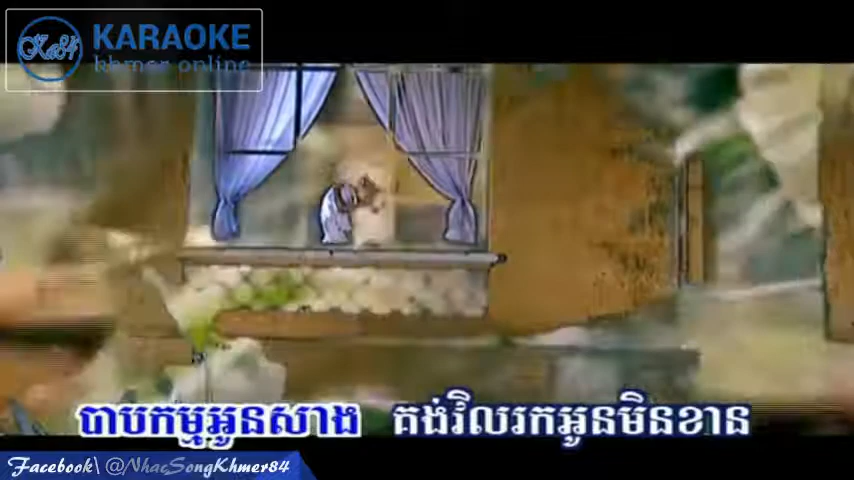 Ka84
KARAOKE
khmer online
បាបកម្មអូនសាង គង់វិលរកអូនមិនខាន
Facebook\ @NhacSongKhmer84